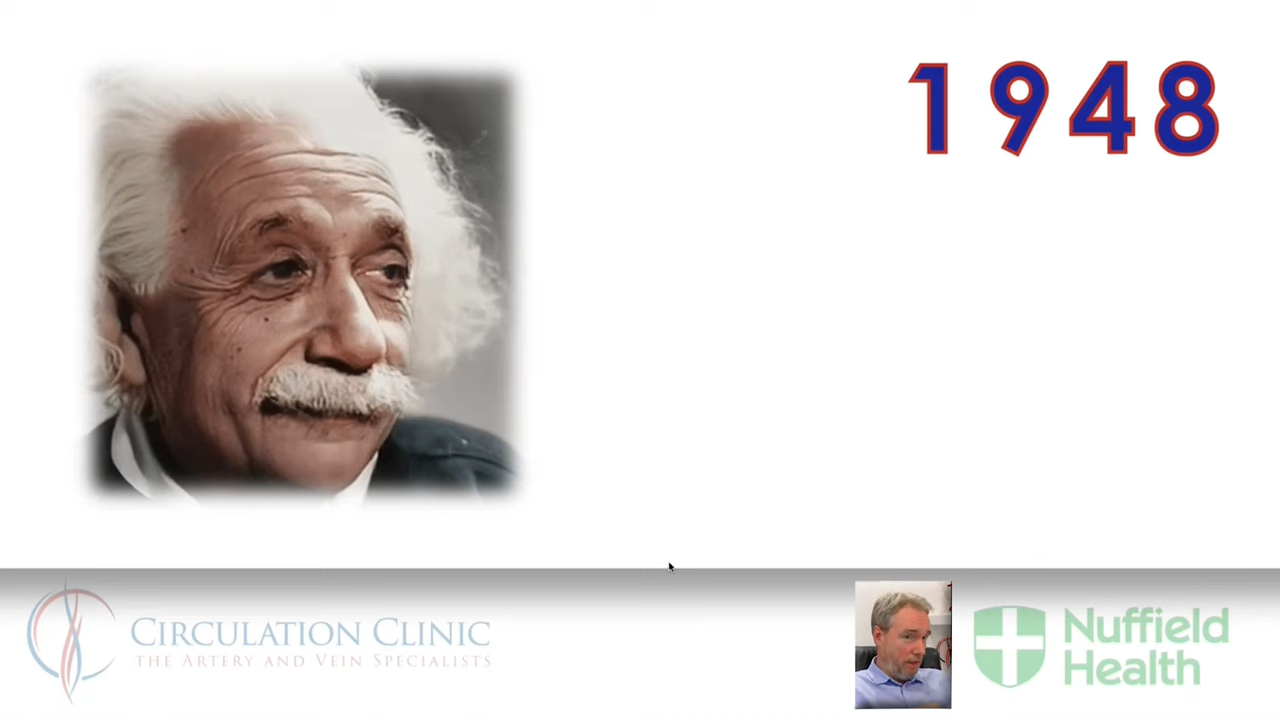 1948
CIRCULATION CLINIC
THE ARTERY AND VEIN SPECIALISTS
Nuffield
Health